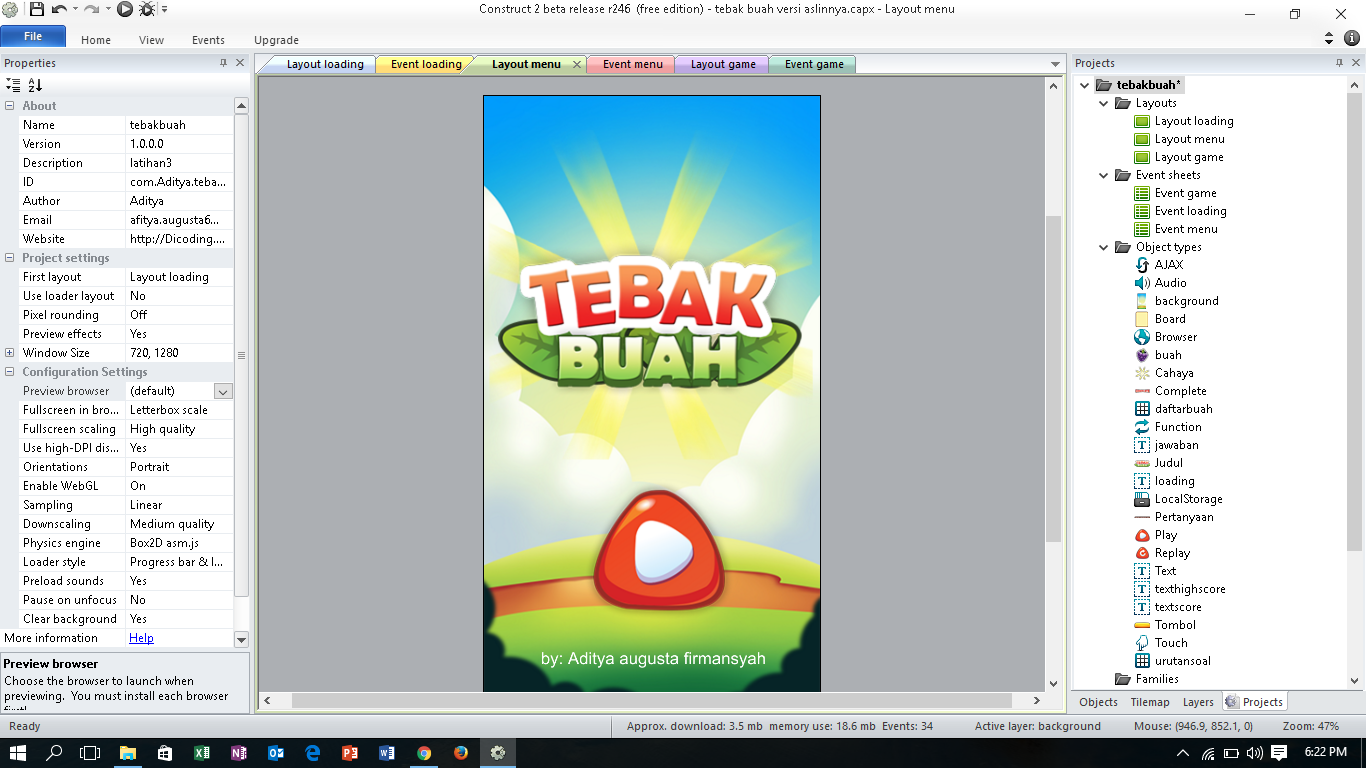 Construct 2 beta release r246 (free edition) - tebak buah versi aslinnya.capx - Layout menu
File Home View Events Upgrade
Properties
About
Name tebakbuah
Version 1.0.0.0
Description latihan3
ID com.Aditya.teba...
Author Aditya
Email afitya.augusta6...
Website http://Dicoding....
Project settings
First layout Layout loading
Use loader layout No
Pixel rounding Off
Preview effects Yes
Window Size 720, 1280
Configuration Settings
Preview browser (default)
Fullscreen in bro... Letterbox scale
Fullscreen scaling High quality
Use high-DPI dis... Yes
Orientations Portrait
Enable WebGL On
Sampling Linear
Downscaling Medium quality
Physics engine Box2D asm.js
Loader style Progress bar & l...
Preload sounds Yes
Pause on unfocus No
Clear background Yes
More information Help
Preview browser
Choose the browser to launch when
previewing. You must install each browser
first!
Layout loading Event loading Layout menu Event menu Layout game Event game
TEBAK
BUAH
by: Aditya augusta firmansyah
Projects
tebakbuah*
Layouts
Layout loading
Layout menu
Layout game
Event sheets
Event game
Event loading
Event menu
Object types
AJAX
Audio
background
Board
Browser
buah
Cahaya
Complete
daftarbuah
Function
jawaban
Judul
loading
LocalStorage
Pertanyaan
Play
Replay
Text
texthighscore
textscore
Tombol
Touch
urutansoal
Families
Objects Tilemap Layers Projects
Ready Approx. download: 3.5 mb memory use: 18.6 mb Events: 34 Active layer: background Mouse: (946.9, 852.1, 0) Zoom: 47%
6:22 PM